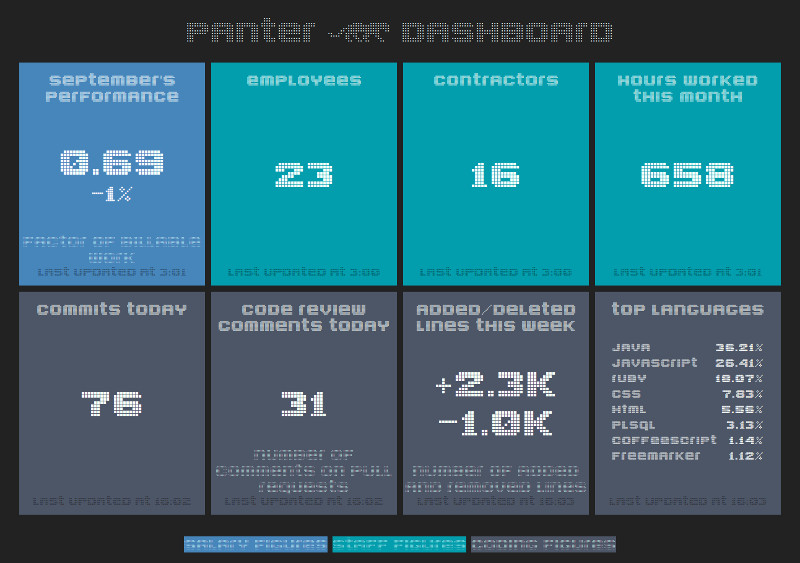 Panter DASHBOARD
September's
Performance
0.69
-1%
Factor of billable
work
Last updated at 3:01
Employees
23
Last updated at 3:06
Contractors
16
Last updated at 3:06
Hours worked
this month
658
Last updated at 3:01
Commits today
76
Last updated at 16:02
Code review
comments today
31
Number of
comments on pull
requests
Last updated at 16:02
Added/Deleted
Lines this week
+2.3K
-1.0K
Number of added
and removed lines
Last updated at 16:03
Top Languages
Java 36.21%
JavaScript 26.41%
Ruby 18.07%
CSS 7.83%
HTML 5.56%
PLSQL 3.13%
CoffeeScript 1.14%
FreeMarker 1.12%
Last updated at 16:03
Salary figures Staff figures Coding figures